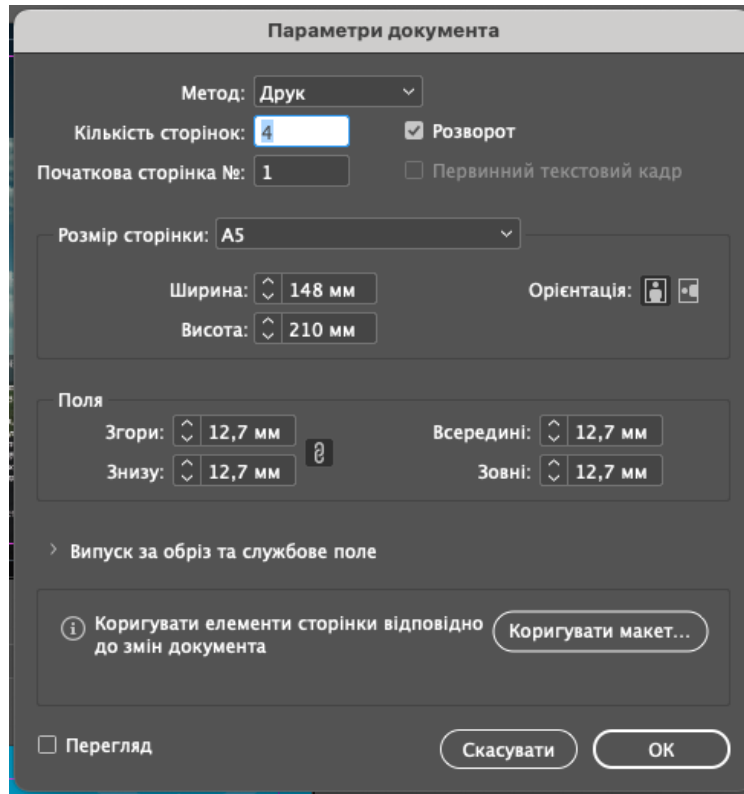 Параметри документа
Метод: Друк
Кількість сторінок: 4 Розворот
Початкова сторінка №: 1 Первинний текстовий кадр
Розмір сторінки: A5
Ширина: 148 мм Орієнтація:
Висота: 210 мм
Поля
Згори: 12,7 мм Всередині: 12,7 мм
Знизу: 12,7 мм Зовні: 12,7 мм
Випуск за обріз та службове поле
Коригувати елементи сторінки відповідно Коригувати макет...
до змін документа
Перегляд Скасувати ОК